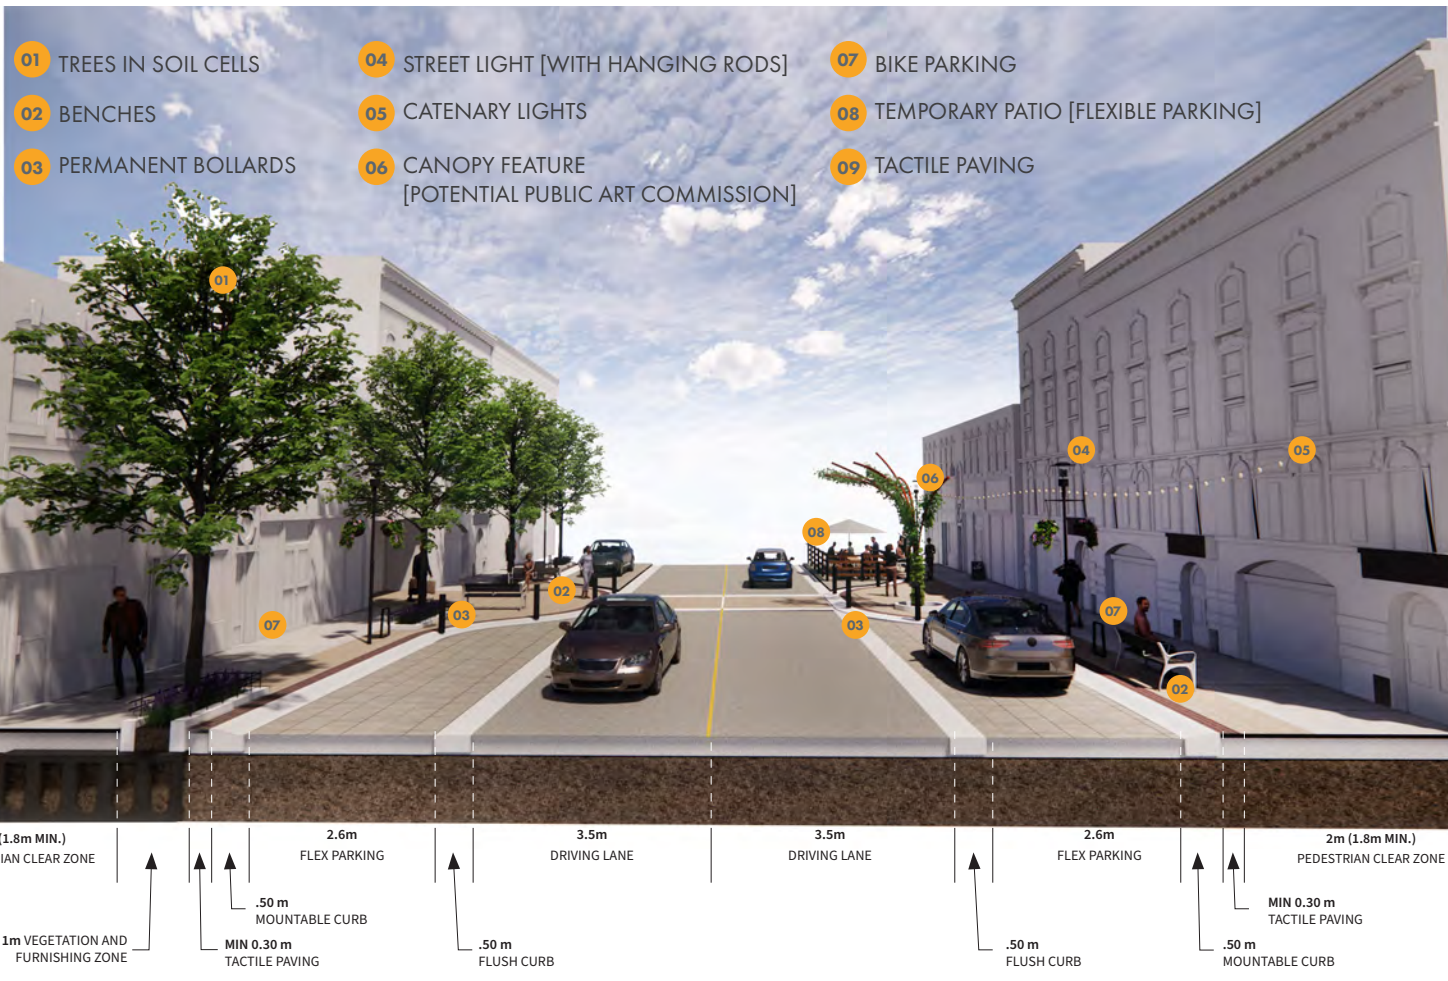 01 TREES IN SOIL CELLS
02 BENCHES
03 PERMANENT BOLLARDS
04 STREET LIGHT [WITH HANGING RODS]
05 CATENARY LIGHTS
06 CANOPY FEATURE
[POTENTIAL PUBLIC ART COMMISSION]
07 BIKE PARKING
08 TEMPORARY PATIO [FLEXIBLE PARKING]
09 TACTILE PAVING
01
04
05
06
08
02
03
07
03
07
02
(1.8m MIN.)
IAN CLEAR ZONE
2.6m
FLEX PARKING
3.5m
DRIVING LANE
3.5m
DRIVING LANE
2.6m
FLEX PARKING
2m (1.8m MIN.)
PEDESTRIAN CLEAR ZONE
1m VEGETATION AND
FURNISHING ZONE
MIN 0.30 m
TACTILE PAVING
.50 m
MOUNTABLE CURB
.50 m
FLUSH CURB
.50 m
FLUSH CURB
.50 m
MOUNTABLE CURB
MIN 0.30 m
TACTILE PAVING